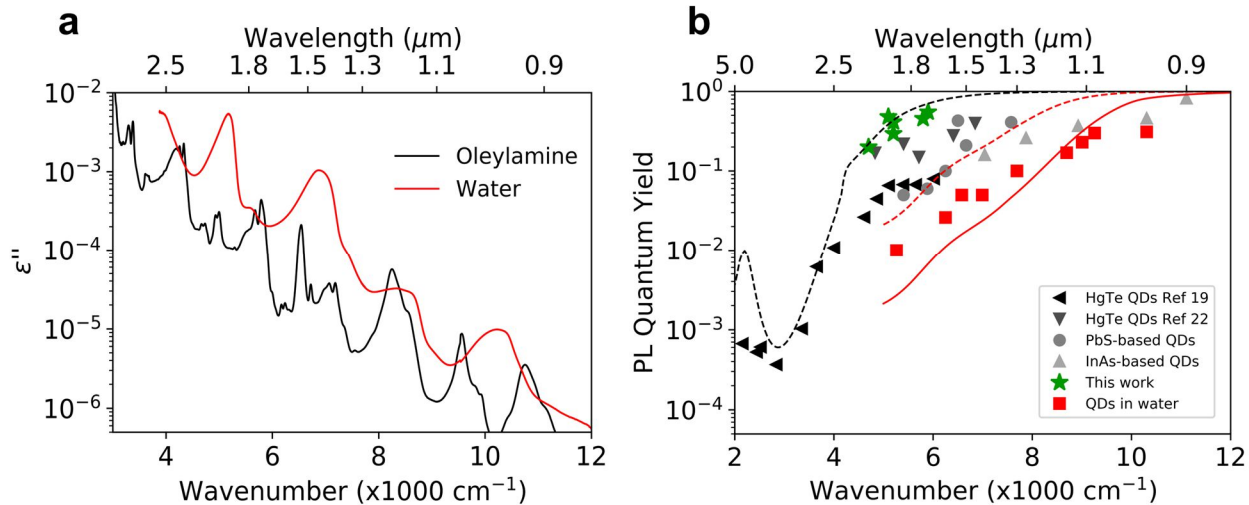 a
Wavelength (μm)
2.5 1.8 1.5 1.3 1.1 0.9
10⁻²
10⁻³
10⁻⁴
10⁻⁵
10⁻⁶
ε''
Oleylamine
Water
4 6 8 10 12
Wavenumber (x1000 cm⁻¹)
b
Wavelength (μm)
5.0 2.5 1.8 1.5 1.3 1.1 0.9
10⁰
10⁻¹
10⁻²
10⁻³
10⁻⁴
PL Quantum Yield
HgTe QDs Ref 19
HgTe QDs Ref 22
PbS-based QDs
InAs-based QDs
This work
QDs in water
2 4 6 8 10 12
Wavenumber (x1000 cm⁻¹)